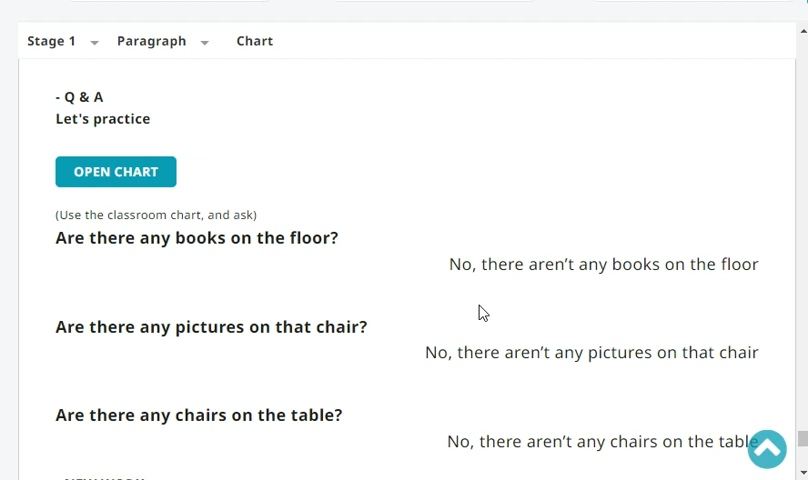 Stage 1 Paragraph Chart
- Q & A
Let's practice
OPEN CHART
(Use the classroom chart, and ask)
Are there any books on the floor?
No, there aren't any books on the floor
Are there any pictures on that chair?
No, there aren't any pictures on that chair
Are there any chairs on the table?
No, there aren't any chairs on the table